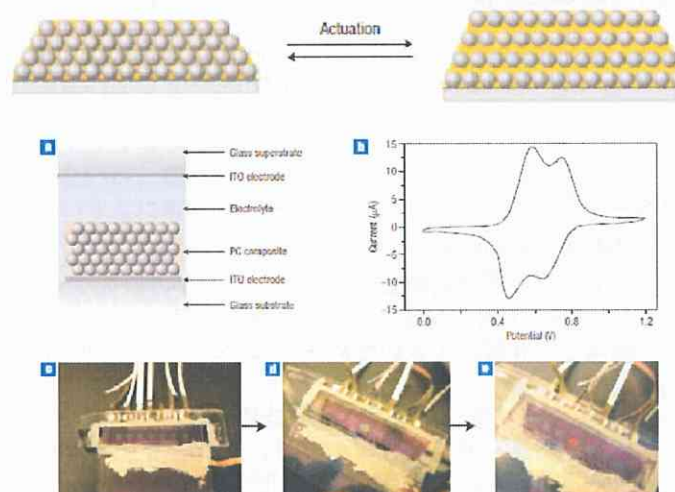 Actuation
a
Glass superstrate
ITO electrode
Electrolyte
PC composite
ITO electrode
Glass substrate
b
15
10
5
0
−5
−10
−15
Current (μA)
0.0 0.4 0.8 1.2
Potential (V)
c
d
e